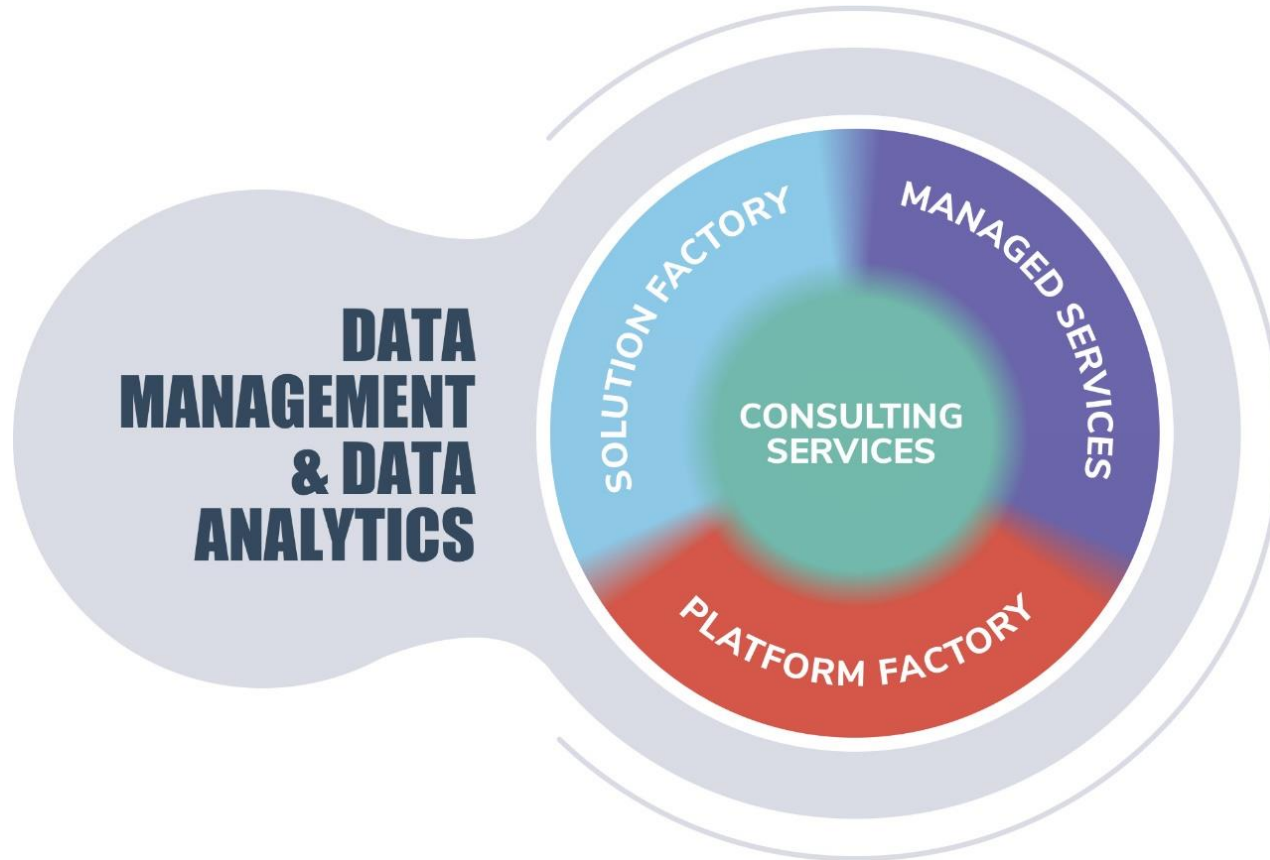 DATA
MANAGEMENT
& DATA
ANALYTICS
SOLUTION FACTORY
MANAGED SERVICES
CONSULTING
SERVICES
PLATFORM FACTORY